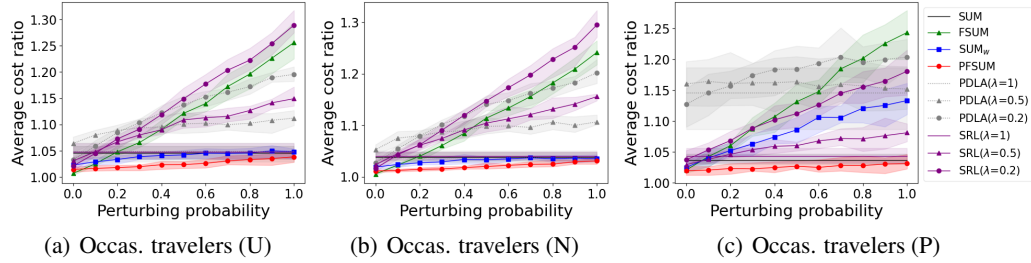 Average cost ratio
1.30
1.25
1.20
1.15
1.10
1.05
1.00
0.0 0.2 0.4 0.6 0.8 1.0
Perturbing probability
(a) Occas. travelers (U)
Average cost ratio
1.3
1.2
1.1
1.0
0.0 0.2 0.4 0.6 0.8 1.0
Perturbing probability
(b) Occas. travelers (N)
Average cost ratio
1.25
1.20
1.15
1.10
1.05
1.00
0.0 0.2 0.4 0.6 0.8 1.0
Perturbing probability
(c) Occas. travelers (P)
SUM
FSUM
SUM_w
PFSUM
PDLA(λ=1)
PDLA(λ=0.5)
PDLA(λ=0.2)
SRL(λ=1)
SRL(λ=0.5)
SRL(λ=0.2)